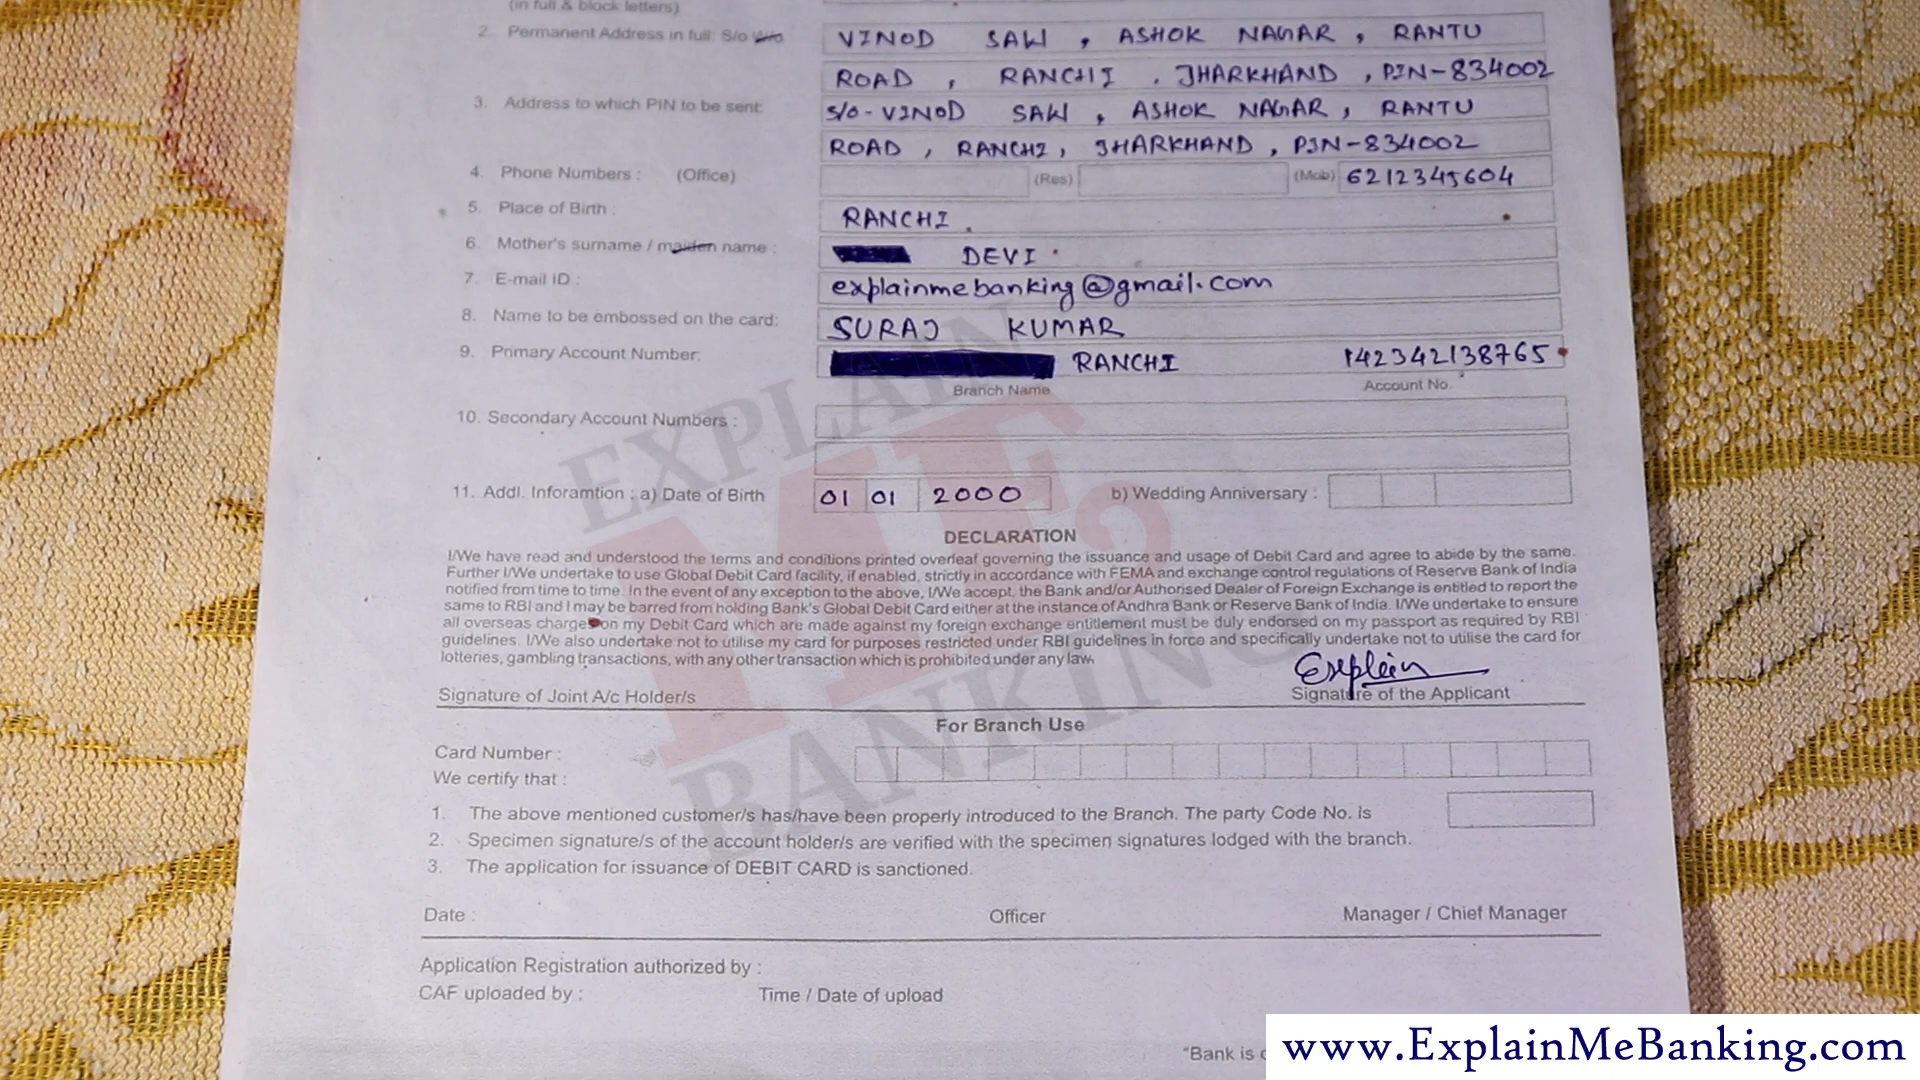 (in full & block letters)
2. Permanent Address in full: S/o W/o VINOD SAW, ASHOK NAGAR, RANTU
ROAD, RANCHI, JHARKHAND, PIN-834002
3. Address to which PIN to be sent: S/O-VINOD SAW, ASHOK NAGAR, RANTU
ROAD, RANCHI, JHARKHAND, PIN-834002
4. Phone Numbers : (Office) (Res) (Mob) 6212345604
5. Place of Birth : RANCHI.
6. Mother's surname / maiden name : DEVI
7. E-mail ID : explainmebanking@gmail.com
8. Name to be embossed on the card: SURAJ KUMAR
9. Primary Account Number: RANCHI 142342138765
Branch Name Account No.
10. Secondary Account Numbers :
11. Addl. Inforamtion : a) Date of Birth 01 01 2000 b) Wedding Anniversary :
DECLARATION
I/We have read and understood the terms and conditions printed overleaf governing the issuance and usage of Debit Card and agree to abide by the same.
Further I/We undertake to use Global Debit Card facility, if enabled, strictly in accordance with FEMA and exchange control regulations of Reserve Bank of India
notified from time to time. In the event of any exception to the above, I/We accept, the Bank and/or Authorised Dealer of Foreign Exchange is entitled to report the
same to RBI and I may be barred from holding Bank's Global Debit Card either at the instance of Andhra Bank or Reserve Bank of India. I/We undertake to ensure
all overseas charges on my Debit Card which are made against my foreign exchange entitlement must be duly endorsed on my passport as required by RBI
guidelines. I/We also undertake not to utilise my card for purposes restricted under RBI guidelines in force and specifically undertake not to utilise the card for
lotteries, gambling transactions, with any other transaction which is prohibited under any law.
Explain
Signature of Joint A/c Holder/s Signature of the Applicant
For Branch Use
Card Number :
We certify that :
1. The above mentioned customer/s has/have been properly introduced to the Branch. The party Code No. is
2. Specimen signature/s of the account holder/s are verified with the specimen signatures lodged with the branch.
3. The application for issuance of DEBIT CARD is sanctioned.
Date : Officer Manager / Chief Manager
Application Registration authorized by :
CAF uploaded by : Time / Date of upload
"Bank is
www.ExplainMeBanking.com
EXPLAIN
ME?
BANKING